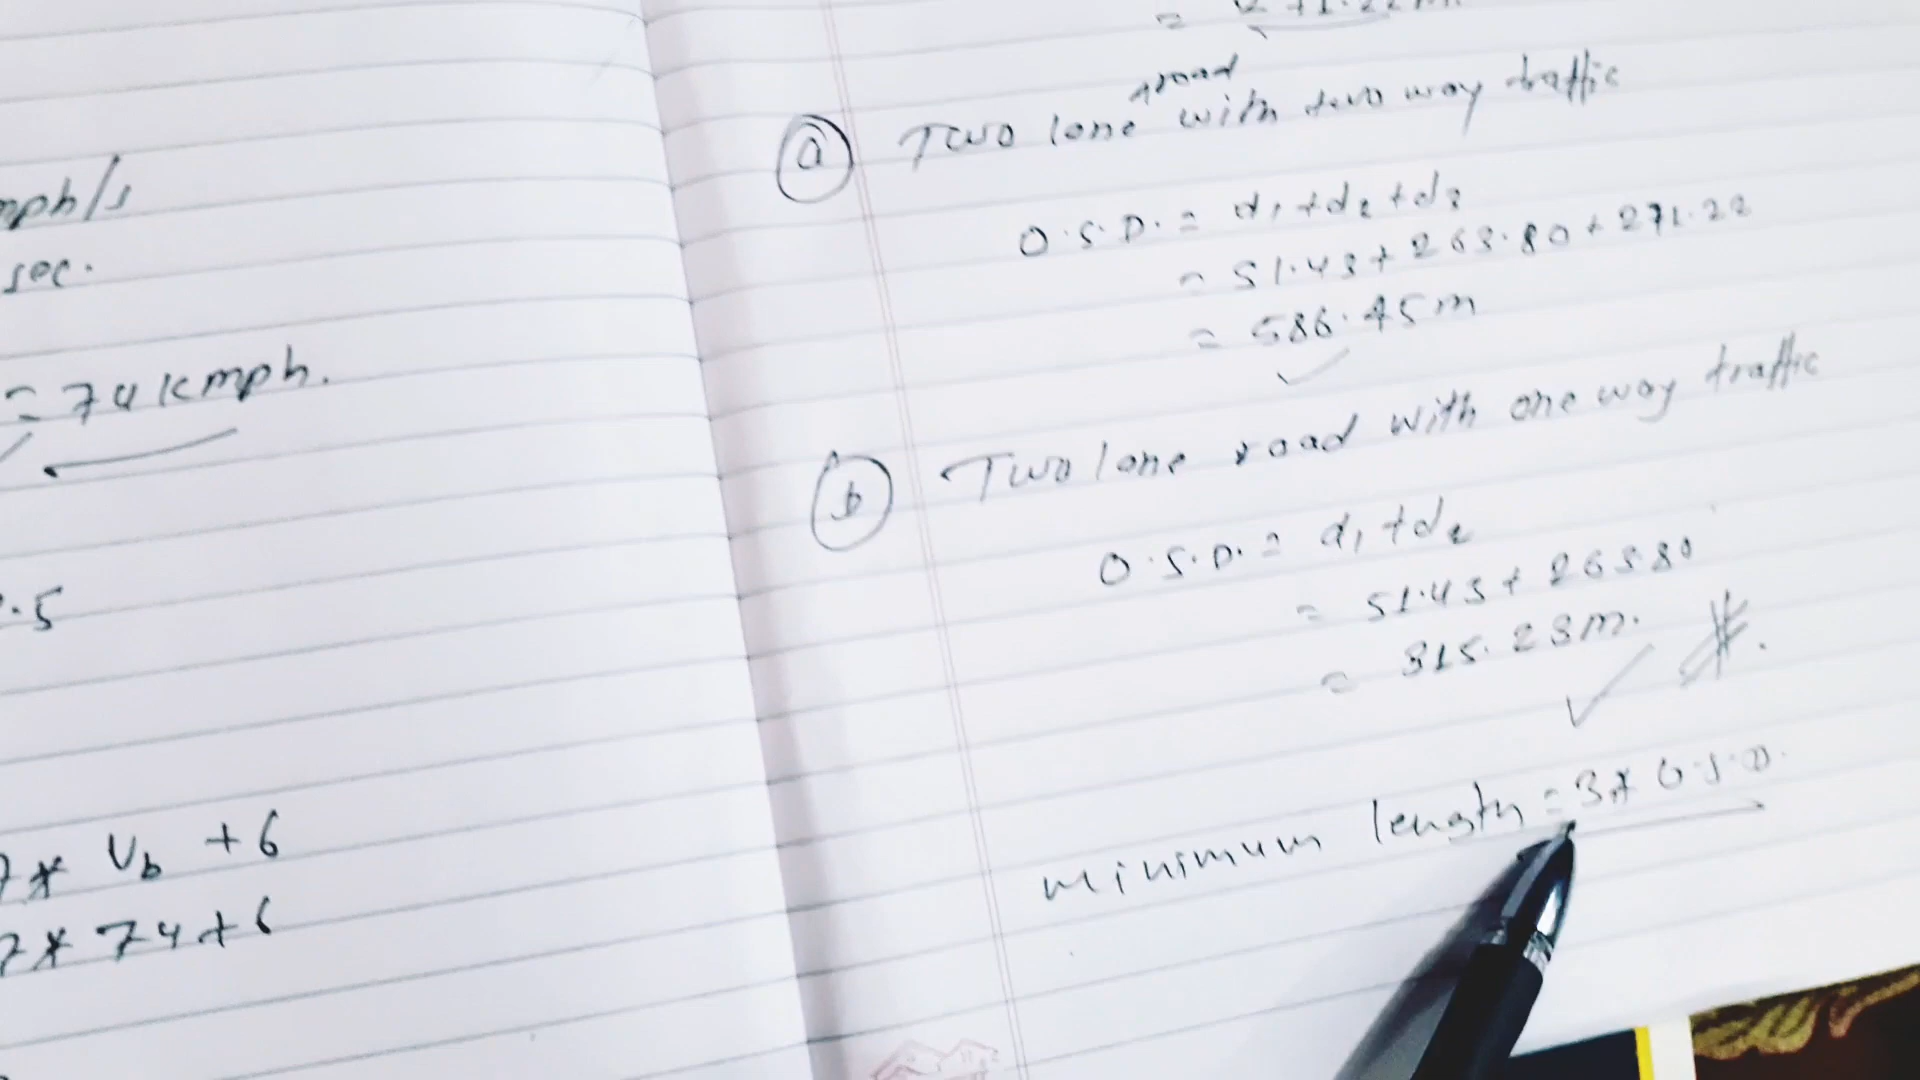 mph/s
sec.
= 74 kmph.
.5
7* Vb + 6
7* 74 + 6
(a) Two lane road with two way traffic
O.S.D. = d1 + d2 + d3
= 51.43 + 263.80 + 271.22
= 586.45m
(b) Two lane road with one way traffic
O.S.D. = d1 + d2
= 51.43 + 263.80
= 315.23m.
minimum length = 3* O.S.D.